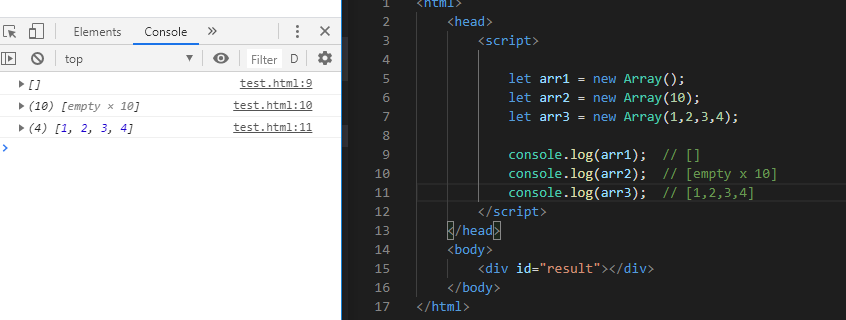 Elements Console »
top Filter D
[] test.html:9
(10) [empty × 10] test.html:10
(4) [1, 2, 3, 4] test.html:11
1 <html>
2 <head>
3 <script>
4
5 let arr1 = new Array();
6 let arr2 = new Array(10);
7 let arr3 = new Array(1,2,3,4);
8
9 console.log(arr1); // []
10 console.log(arr2); // [empty x 10]
11 console.log(arr3); // [1,2,3,4]
12 </script>
13 </head>
14 <body>
15 <div id="result"></div>
16 </body>
17 </html>